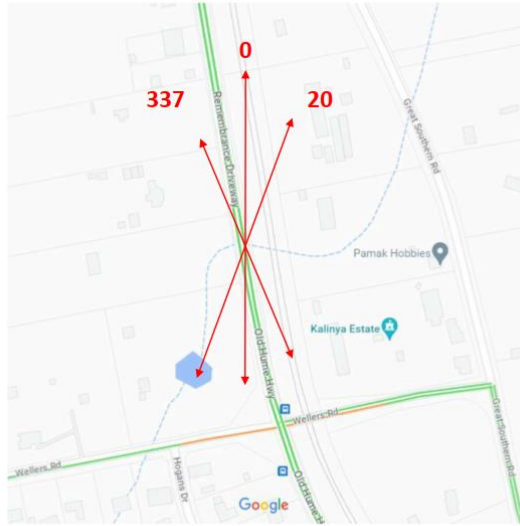 0
337
20
Remembrance Driveway
Great Southern Rd
Pamak Hobbies
Kalinya Estate
Old Hume Hwy
Wellers Rd
Great Southern Rd
Wellers Rd
Hogans Dr
Old Hume H
Google